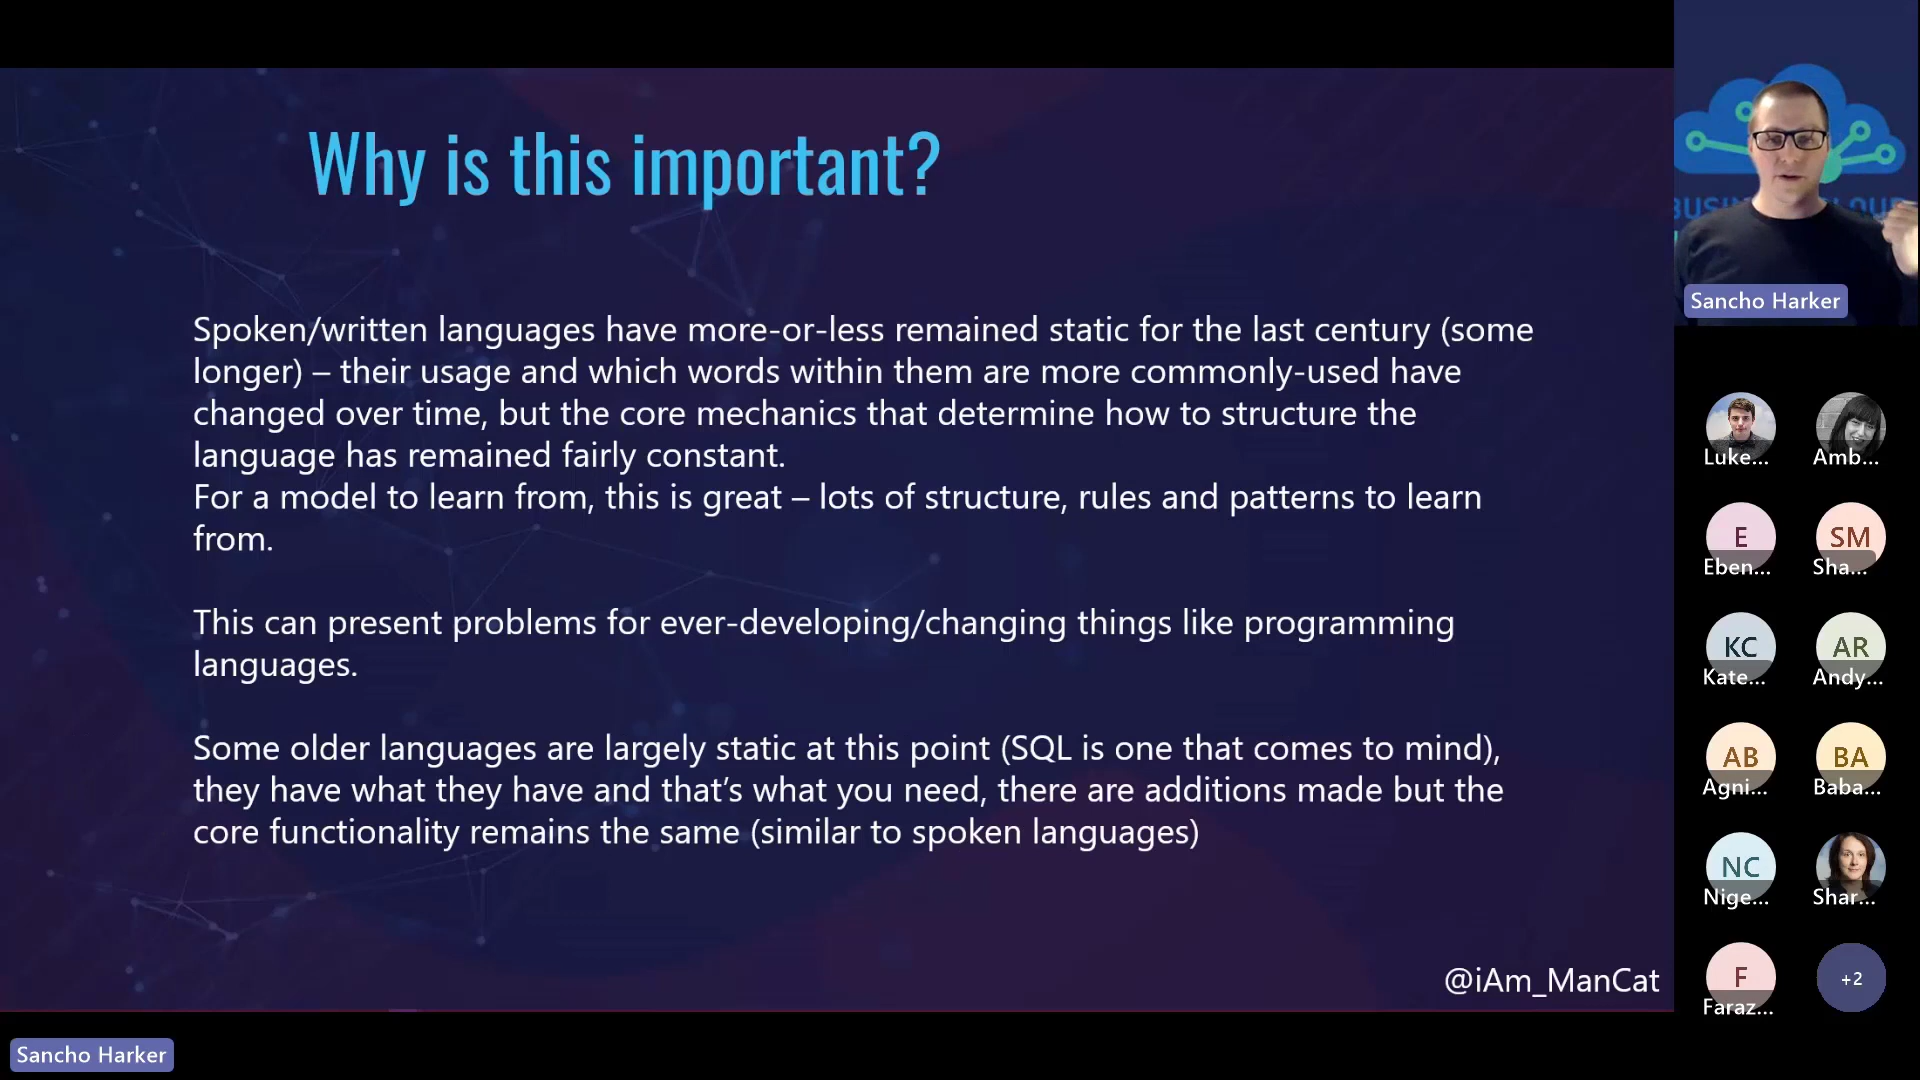 Why is this important?
Spoken/written languages have more-or-less remained static for the last century (some
longer) – their usage and which words within them are more commonly-used have
changed over time, but the core mechanics that determine how to structure the
language has remained fairly constant.
For a model to learn from, this is great – lots of structure, rules and patterns to learn
from.
This can present problems for ever-developing/changing things like programming
languages.
Some older languages are largely static at this point (SQL is one that comes to mind),
they have what they have and that's what you need, there are additions made but the
core functionality remains the same (similar to spoken languages)
@iAm_ManCat
Sancho Harker
Sancho Harker
Luke...
Amb...
E
Eben...
SM
Sha...
KC
Kate...
AR
Andy...
AB
Agni...
BA
Baba...
NC
Nige...
Shar...
F
Faraz...
+2